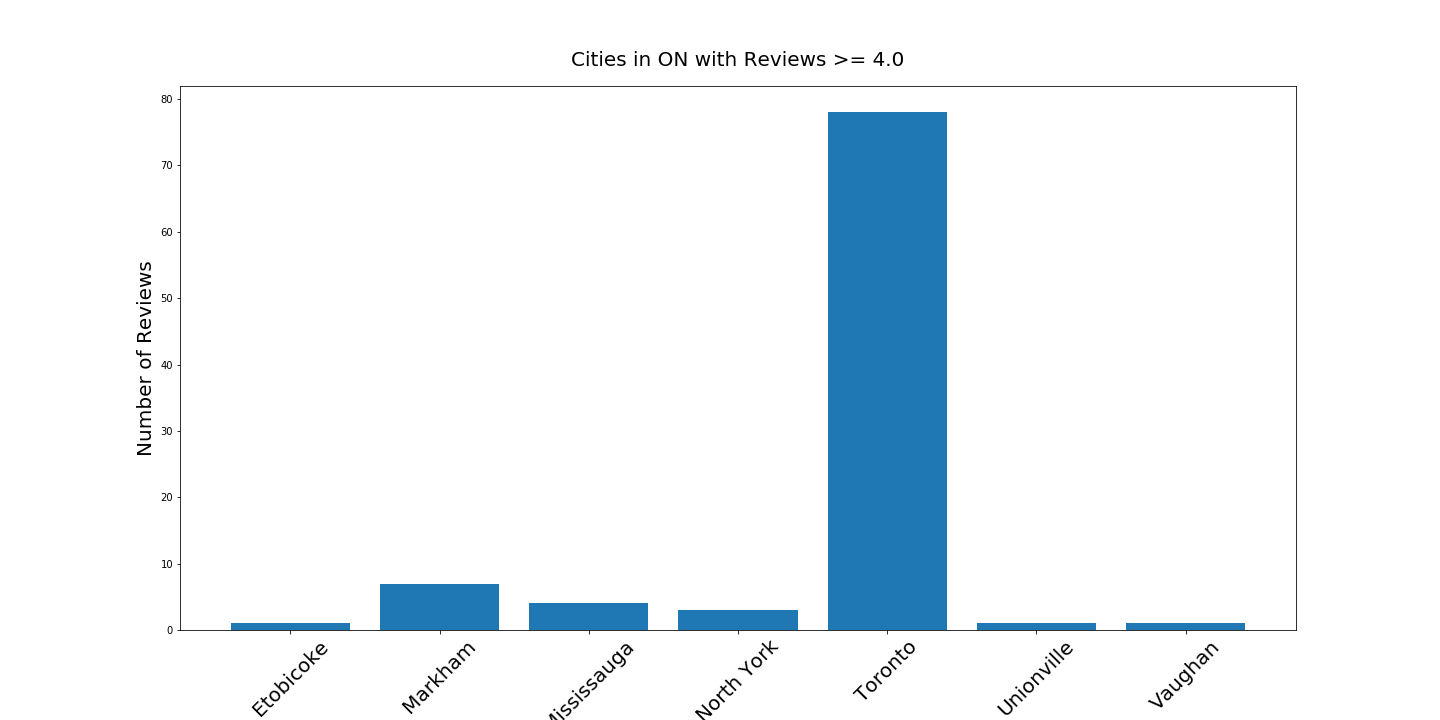 Cities in ON with Reviews >= 4.0
Number of Reviews
80
70
60
50
40
30
20
10
0
Etobicoke
Markham
Mississauga
North York
Toronto
Unionville
Vaughan